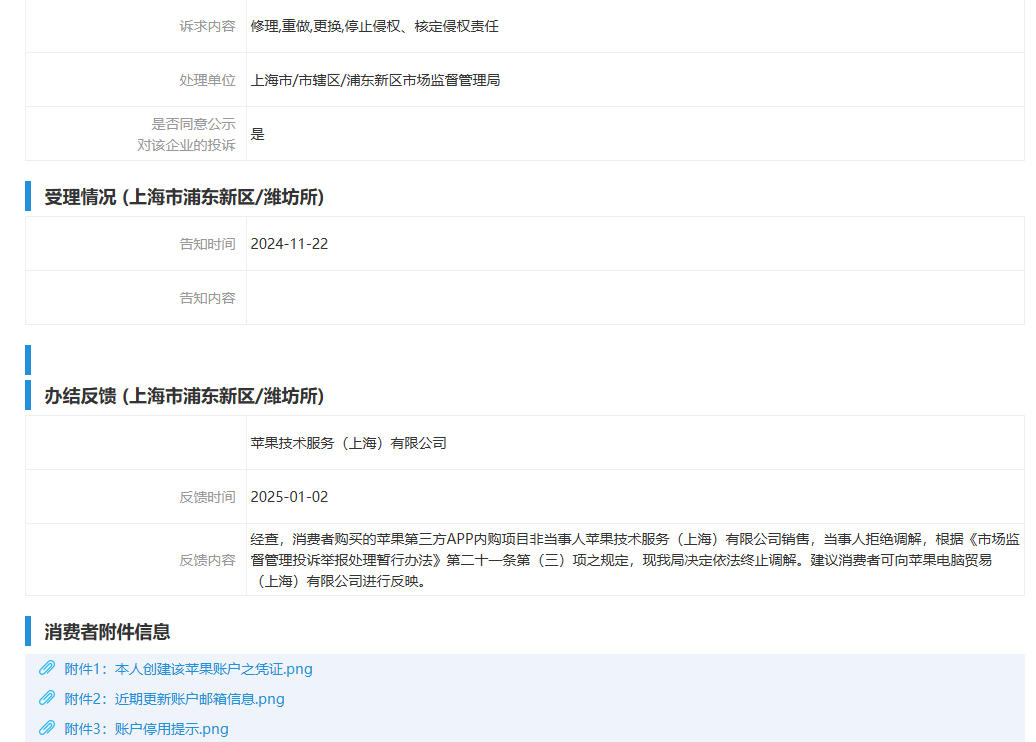 诉求内容 修理,重做,更换,停止侵权、核定侵权责任
处理单位 上海市/市辖区/浦东新区市场监督管理局
是否同意公示
对该企业的投诉 是
受理情况 (上海市浦东新区/潍坊所)
告知时间 2024-11-22
告知内容
办结反馈 (上海市浦东新区/潍坊所)
苹果技术服务（上海）有限公司
反馈时间 2025-01-02
反馈内容 经查，消费者购买的苹果第三方APP内购项目非当事人苹果技术服务（上海）有限公司销售，当事人拒绝调解，根据《市场监
督管理投诉举报处理暂行办法》第二十一条第（三）项之规定，现我局决定依法终止调解。建议消费者可向苹果电脑贸易
（上海）有限公司进行反映。
消费者附件信息
附件1：本人创建该苹果账户之凭证.png
附件2：近期更新账户邮箱信息.png
附件3：账户停用提示.png